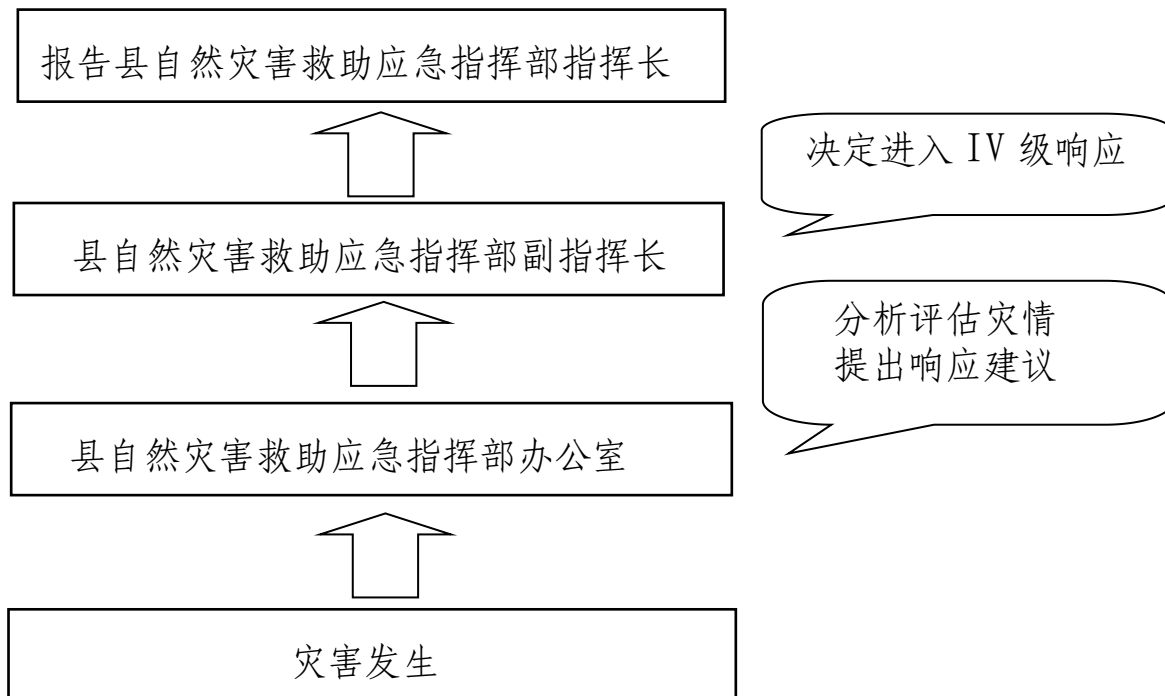 报告县自然灾害救助应急指挥部指挥长
决定进入 IV 级响应
县自然灾害救助应急指挥部副指挥长
分析评估灾情
提出响应建议
县自然灾害救助应急指挥部办公室
灾害发生